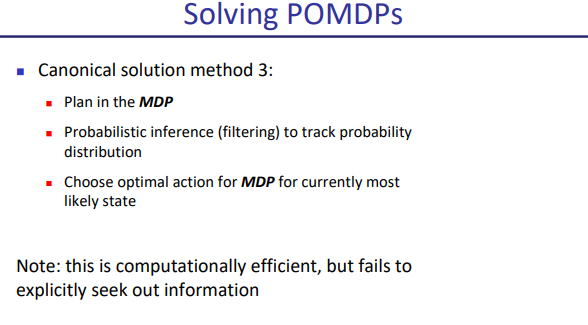 Solving POMDPs
Canonical solution method 3:
Plan in the MDP
Probabilistic inference (filtering) to track probability
distribution
Choose optimal action for MDP for currently most
likely state
Note: this is computationally efficient, but fails to
explicitly seek out information